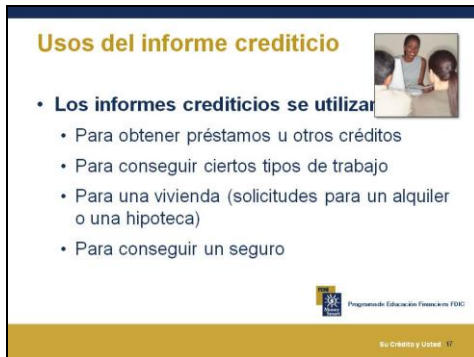 Usos del informe crediticio
• Los informes crediticios se utilizan
• Para obtener préstamos u otros créditos
• Para conseguir ciertos tipos de trabajo
• Para una vivienda (solicitudes para un alquiler
o una hipoteca)
• Para conseguir un seguro
Programa de Educación Financiera FDIC
Su Crédito y Usted 17